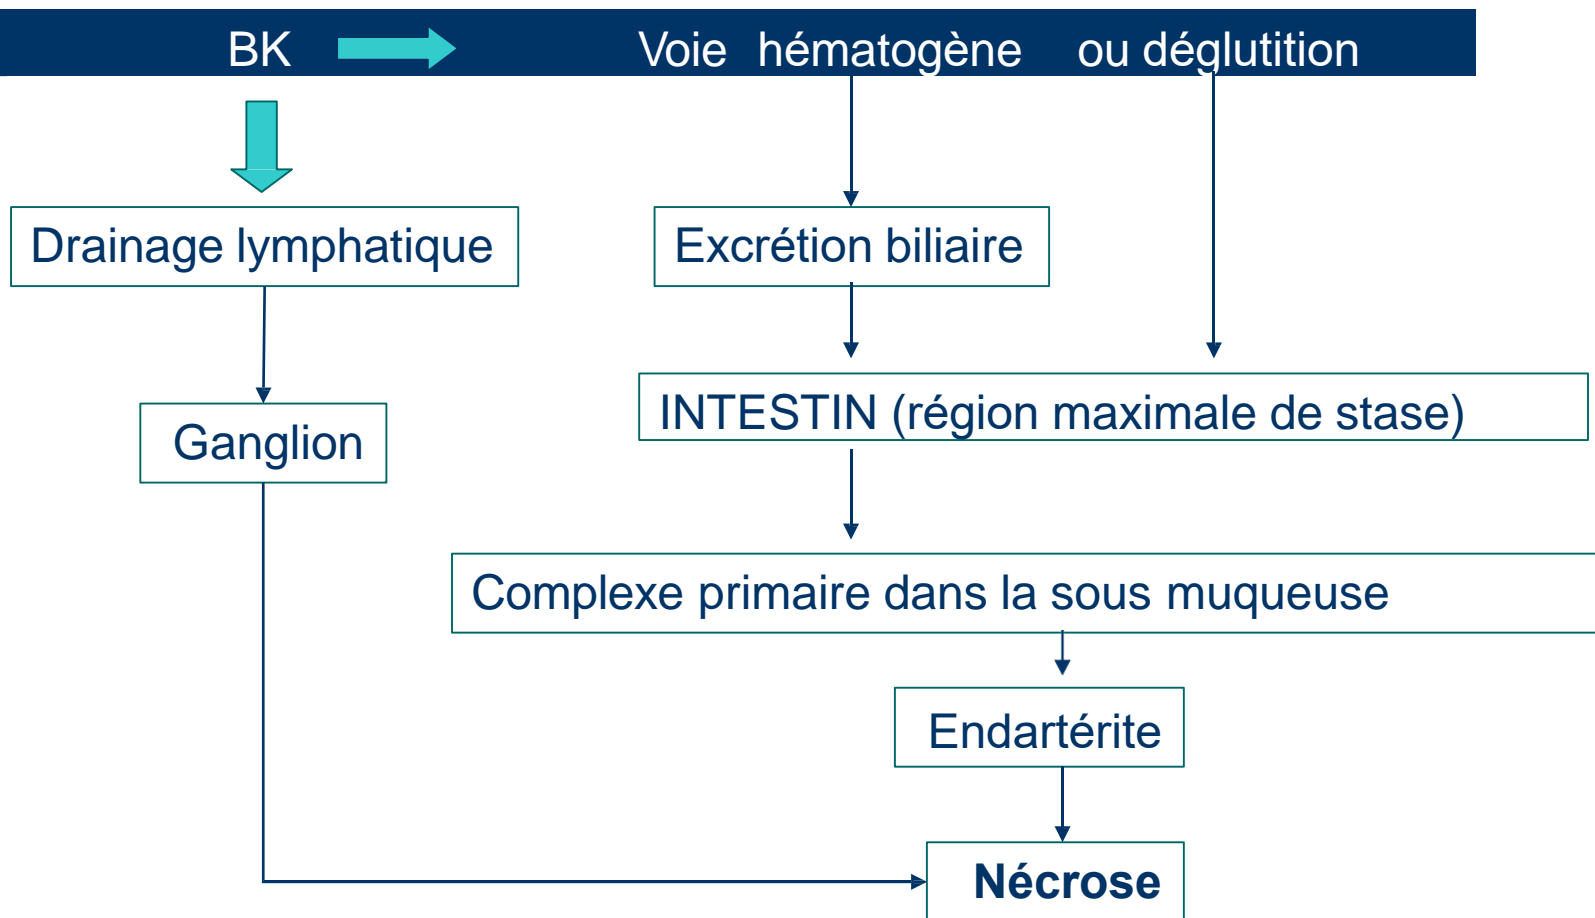 BK Voie hématogène ou déglutition
Drainage lymphatique
Excrétion biliaire
INTESTIN (région maximale de stase)
Ganglion
Complexe primaire dans la sous muqueuse
Endartérite
Nécrose